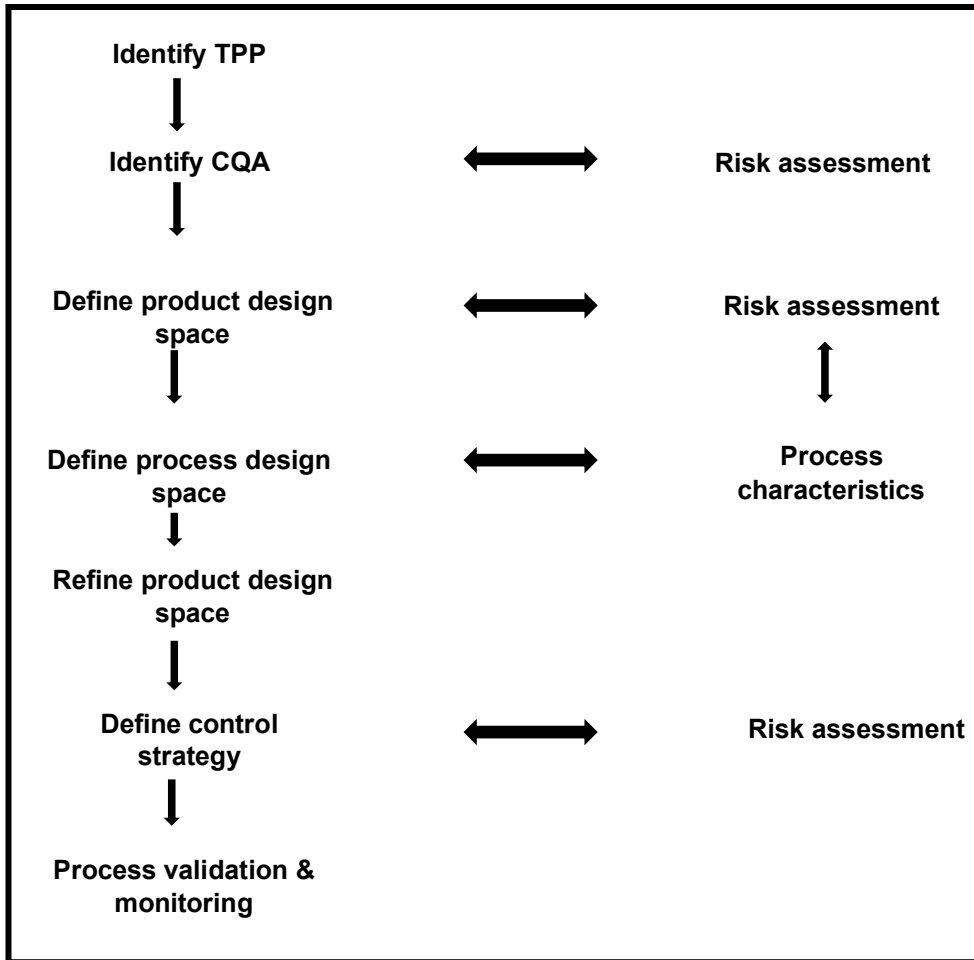 Identify TPP
Identify CQA
Risk assessment
Define product design
space
Risk assessment
Define process design
space
Process
characteristics
Refine product design
space
Define control
strategy
Risk assessment
Process validation &
monitoring